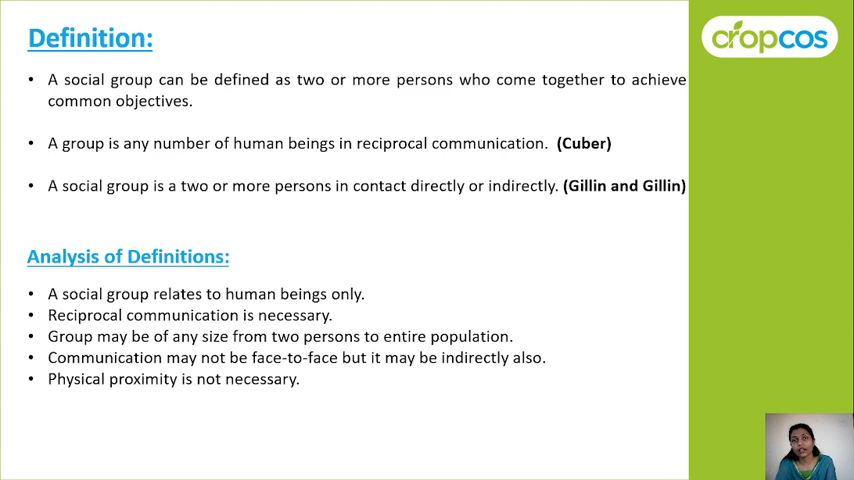 Definition:
cropcos
• A social group can be defined as two or more persons who come together to achieve
common objectives.
• A group is any number of human beings in reciprocal communication. (Cuber)
• A social group is a two or more persons in contact directly or indirectly. (Gillin and Gillin)
Analysis of Definitions:
• A social group relates to human beings only.
• Reciprocal communication is necessary.
• Group may be of any size from two persons to entire population.
• Communication may not be face-to-face but it may be indirectly also.
• Physical proximity is not necessary.